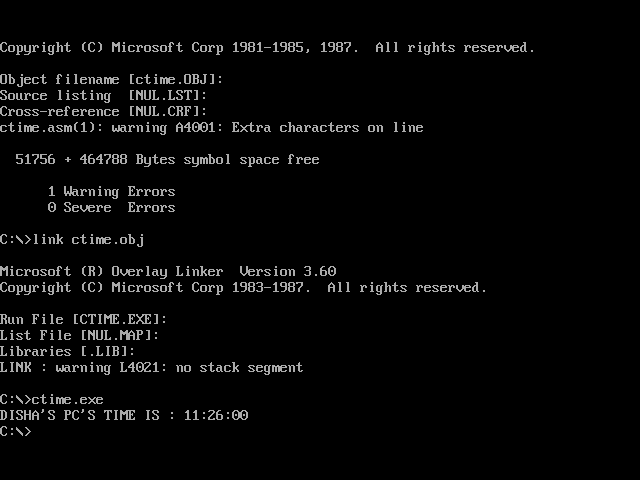 Copyright (C) Microsoft Corp 1981-1985, 1987.  All rights reserved.
Object filename [ctime.OBJ]:
Source listing  [NUL.LST]:
Cross-reference [NUL.CRF]:
ctime.asm(1): warning A4001: Extra characters on line
51756 + 464788 Bytes symbol space free
1 Warning Errors
0 Severe  Errors
C:\>link ctime.obj
Microsoft (R) Overlay Linker  Version 3.60
Copyright (C) Microsoft Corp 1983-1987.  All rights reserved.
Run File [CTIME.EXE]:
List File [NUL.MAP]:
Libraries [.LIB]:
LINK : warning L4021: no stack segment
C:\>ctime.exe
DISHA'S PC'S TIME IS : 11:26:00
C:\>